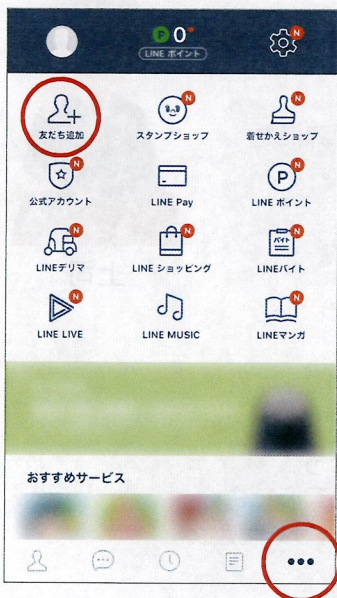 P 0
LINE ポイント
N
N N
友だち追加 スタンプショップ 着せかえショップ
N P N
公式アカウント LINE Pay LINE ポイント
N N バイト N
LINEデリマ LINE ショッピング LINEバイト
N N
LINE LIVE LINE MUSIC LINEマンガ
おすすめサービス